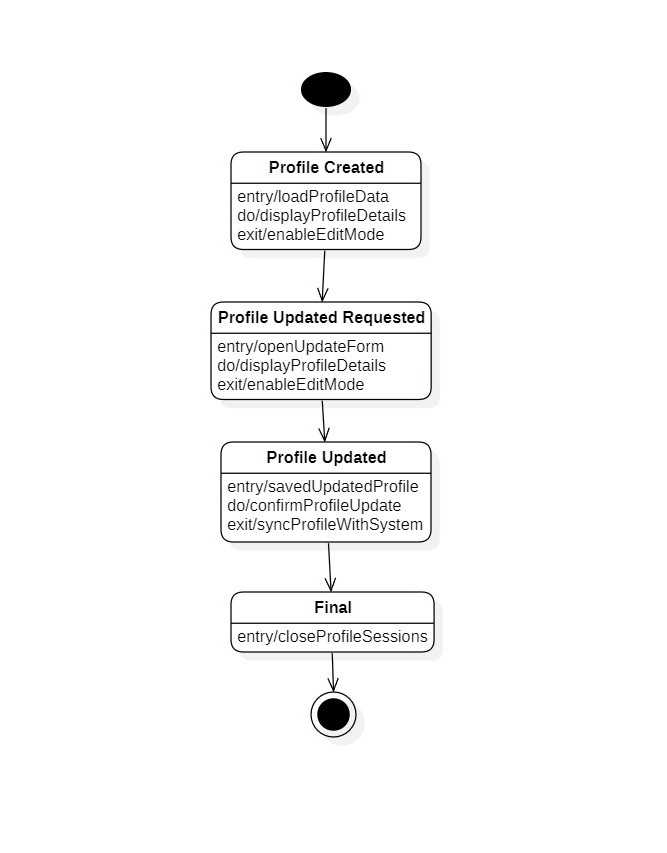 Profile Created
entry/loadProfileData
do/displayProfileDetails
exit/enableEditMode
Profile Updated Requested
entry/openUpdateForm
do/displayProfileDetails
exit/enableEditMode
Profile Updated
entry/savedUpdatedProfile
do/confirmProfileUpdate
exit/syncProfileWithSystem
Final
entry/closeProfileSessions